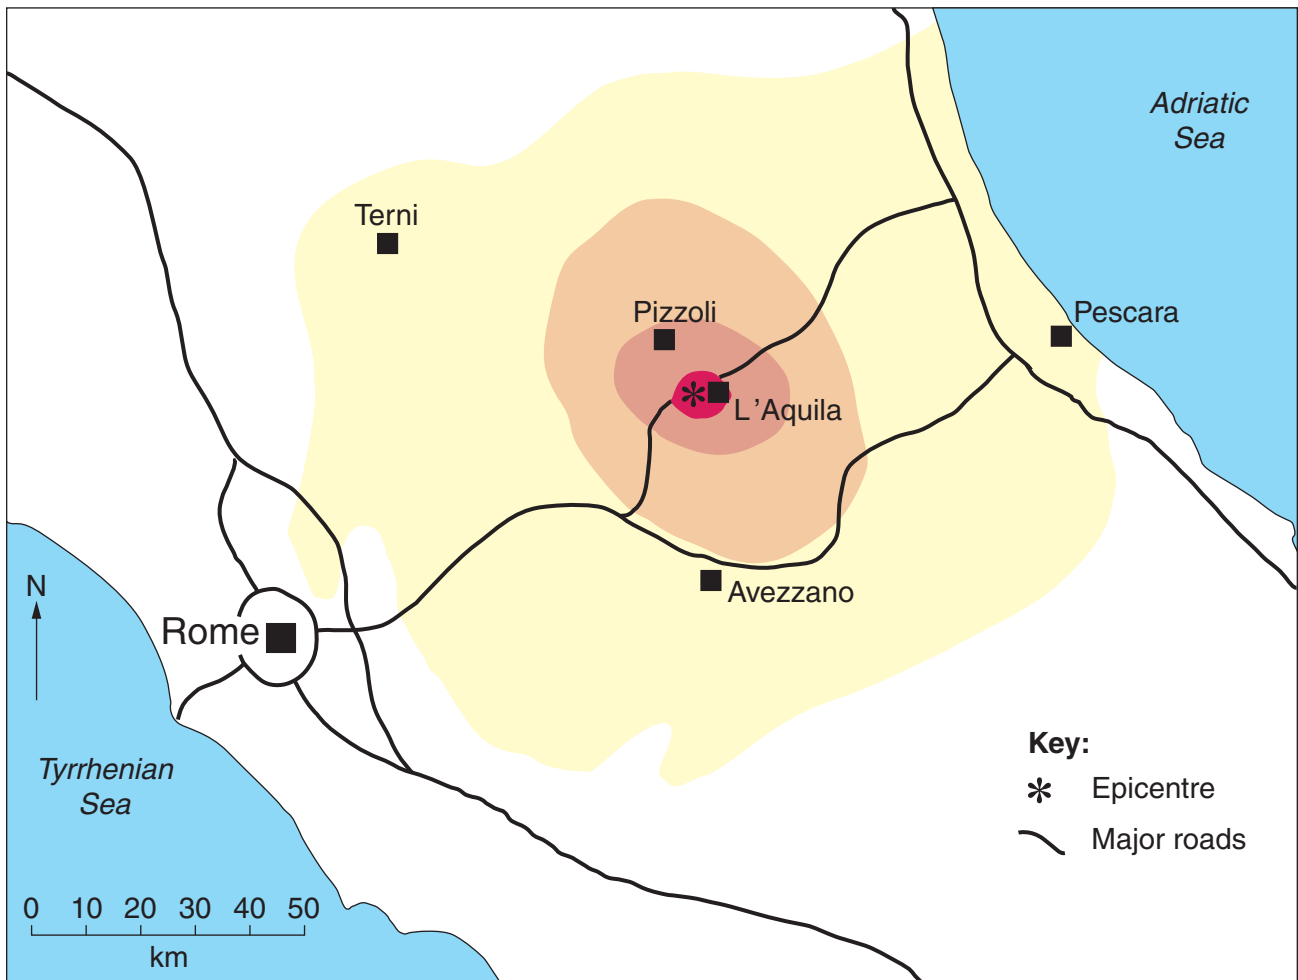 Adriatic
Sea
Terni
Pizzoli
Pescara
L'Aquila
N
Avezzano
Rome
Key:
Tyrrhenian
Sea
* Epicentre
Major roads
0 10 20 30 40 50
km